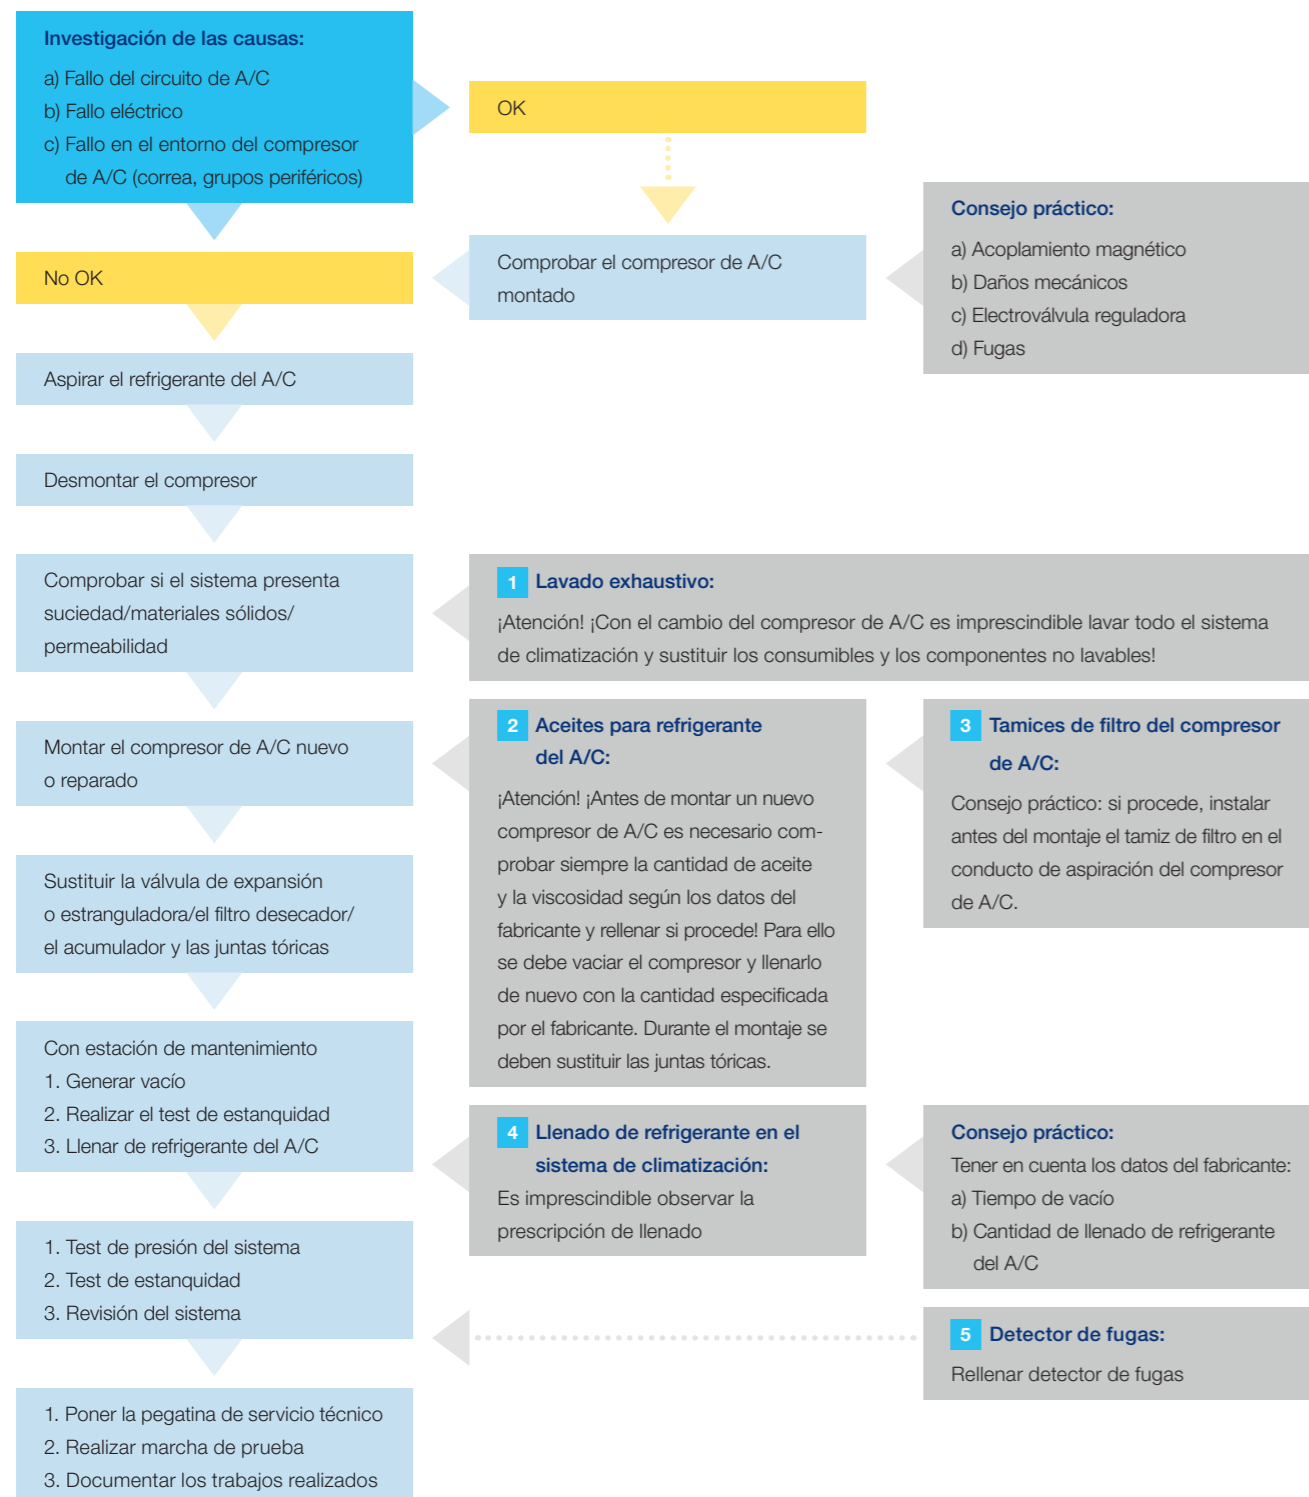 Investigación de las causas:
a) Fallo del circuito de A/C
b) Fallo eléctrico
c) Fallo en el entorno del compresor
de A/C (correa, grupos periféricos)
OK
No OK
Comprobar el compresor de A/C
montado
Consejo práctico:
a) Acoplamiento magnético
b) Daños mecánicos
c) Electroválvula reguladora
d) Fugas
Aspirar el refrigerante del A/C
Desmontar el compresor
Comprobar si el sistema presenta
suciedad/materiales sólidos/
permeabilidad
1 Lavado exhaustivo:
¡Atención! ¡Con el cambio del compresor de A/C es imprescindible lavar todo el sistema
de climatización y sustituir los consumibles y los componentes no lavables!
Montar el compresor de A/C nuevo
o reparado
2 Aceites para refrigerante
del A/C:
¡Atención! ¡Antes de montar un nuevo
compresor de A/C es necesario com-
probar siempre la cantidad de aceite
y la viscosidad según los datos del
fabricante y rellenar si procede! Para ello
se debe vaciar el compresor y llenarlo
de nuevo con la cantidad especificada
por el fabricante. Durante el montaje se
deben sustituir las juntas tóricas.
3 Tamices de filtro del compresor
de A/C:
Consejo práctico: si procede, instalar
antes del montaje el tamiz de filtro en el
conducto de aspiración del compresor
de A/C.
Sustituir la válvula de expansión
o estranguladora/el filtro desecador/
el acumulador y las juntas tóricas
Con estación de mantenimiento
1. Generar vacío
2. Realizar el test de estanquidad
3. Llenar de refrigerante del A/C
4 Llenado de refrigerante en el
sistema de climatización:
Es imprescindible observar la
prescripción de llenado
Consejo práctico:
Tener en cuenta los datos del fabricante:
a) Tiempo de vacío
b) Cantidad de llenado de refrigerante
del A/C
1. Test de presión del sistema
2. Test de estanquidad
3. Revisión del sistema
5 Detector de fugas:
Rellenar detector de fugas
1. Poner la pegatina de servicio técnico
2. Realizar marcha de prueba
3. Documentar los trabajos realizados